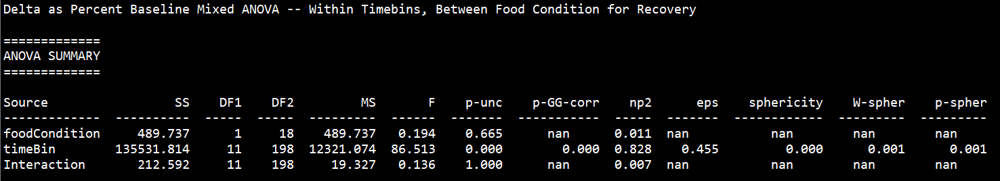 Delta as Percent Baseline Mixed ANOVA -- Within Timebins, Between Food Condition for Recovery
=============
ANOVA SUMMARY
=============
Source                SS    DF1    DF2         MS       F    p-unc    p-GG-corr    np2      eps    sphericity    W-spher    p-spher
-------------  ----------  -----  -----  ---------  ------  -------  -----------  -----  -------  ------------  ---------  ---------
foodCondition     489.737      1     18    489.737   0.194    0.665      nan      0.011  nan          nan         nan        nan
timeBin        135531.814     11    198  12321.074  86.513    0.000        0.000  0.828    0.455         0.000      0.001      0.001
Interaction       212.592     11    198     19.327   0.136    1.000      nan      0.007  nan          nan         nan        nan